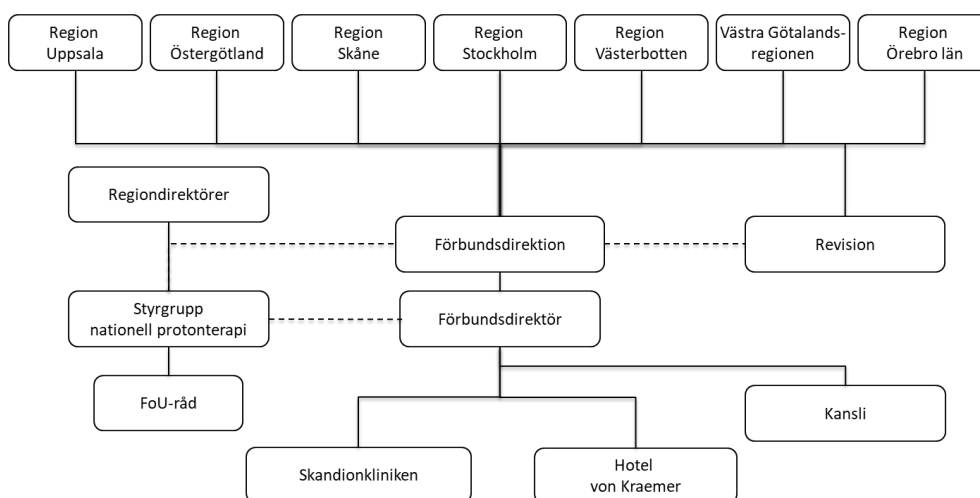 Region
Uppsala
Region
Östergötland
Region
Skåne
Region
Stockholm
Region
Västerbotten
Västra Götalands-
regionen
Region
Örebro län
Regiondirektörer
Förbundsdirektion
Revision
Styrgrupp
nationell protonterapi
Förbundsdirektör
FoU-råd
Kansli
Skandionkliniken
Hotel
von Kraemer